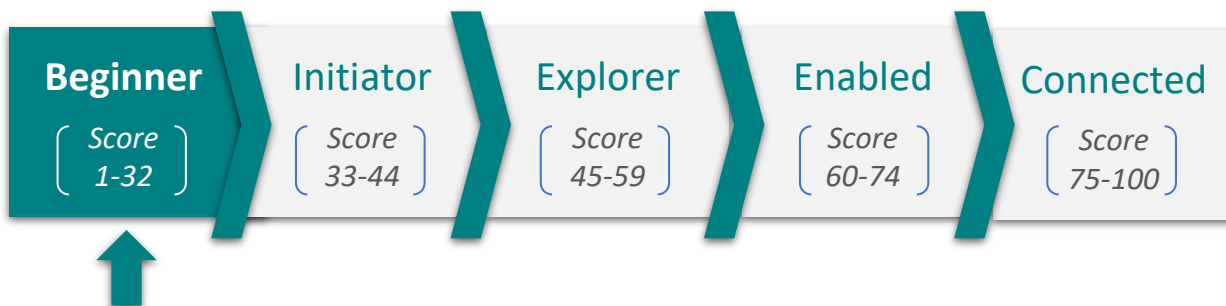 Beginner
Score
1-32
Initiator
Score
33-44
Explorer
Score
45-59
Enabled
Score
60-74
Connected
Score
75-100